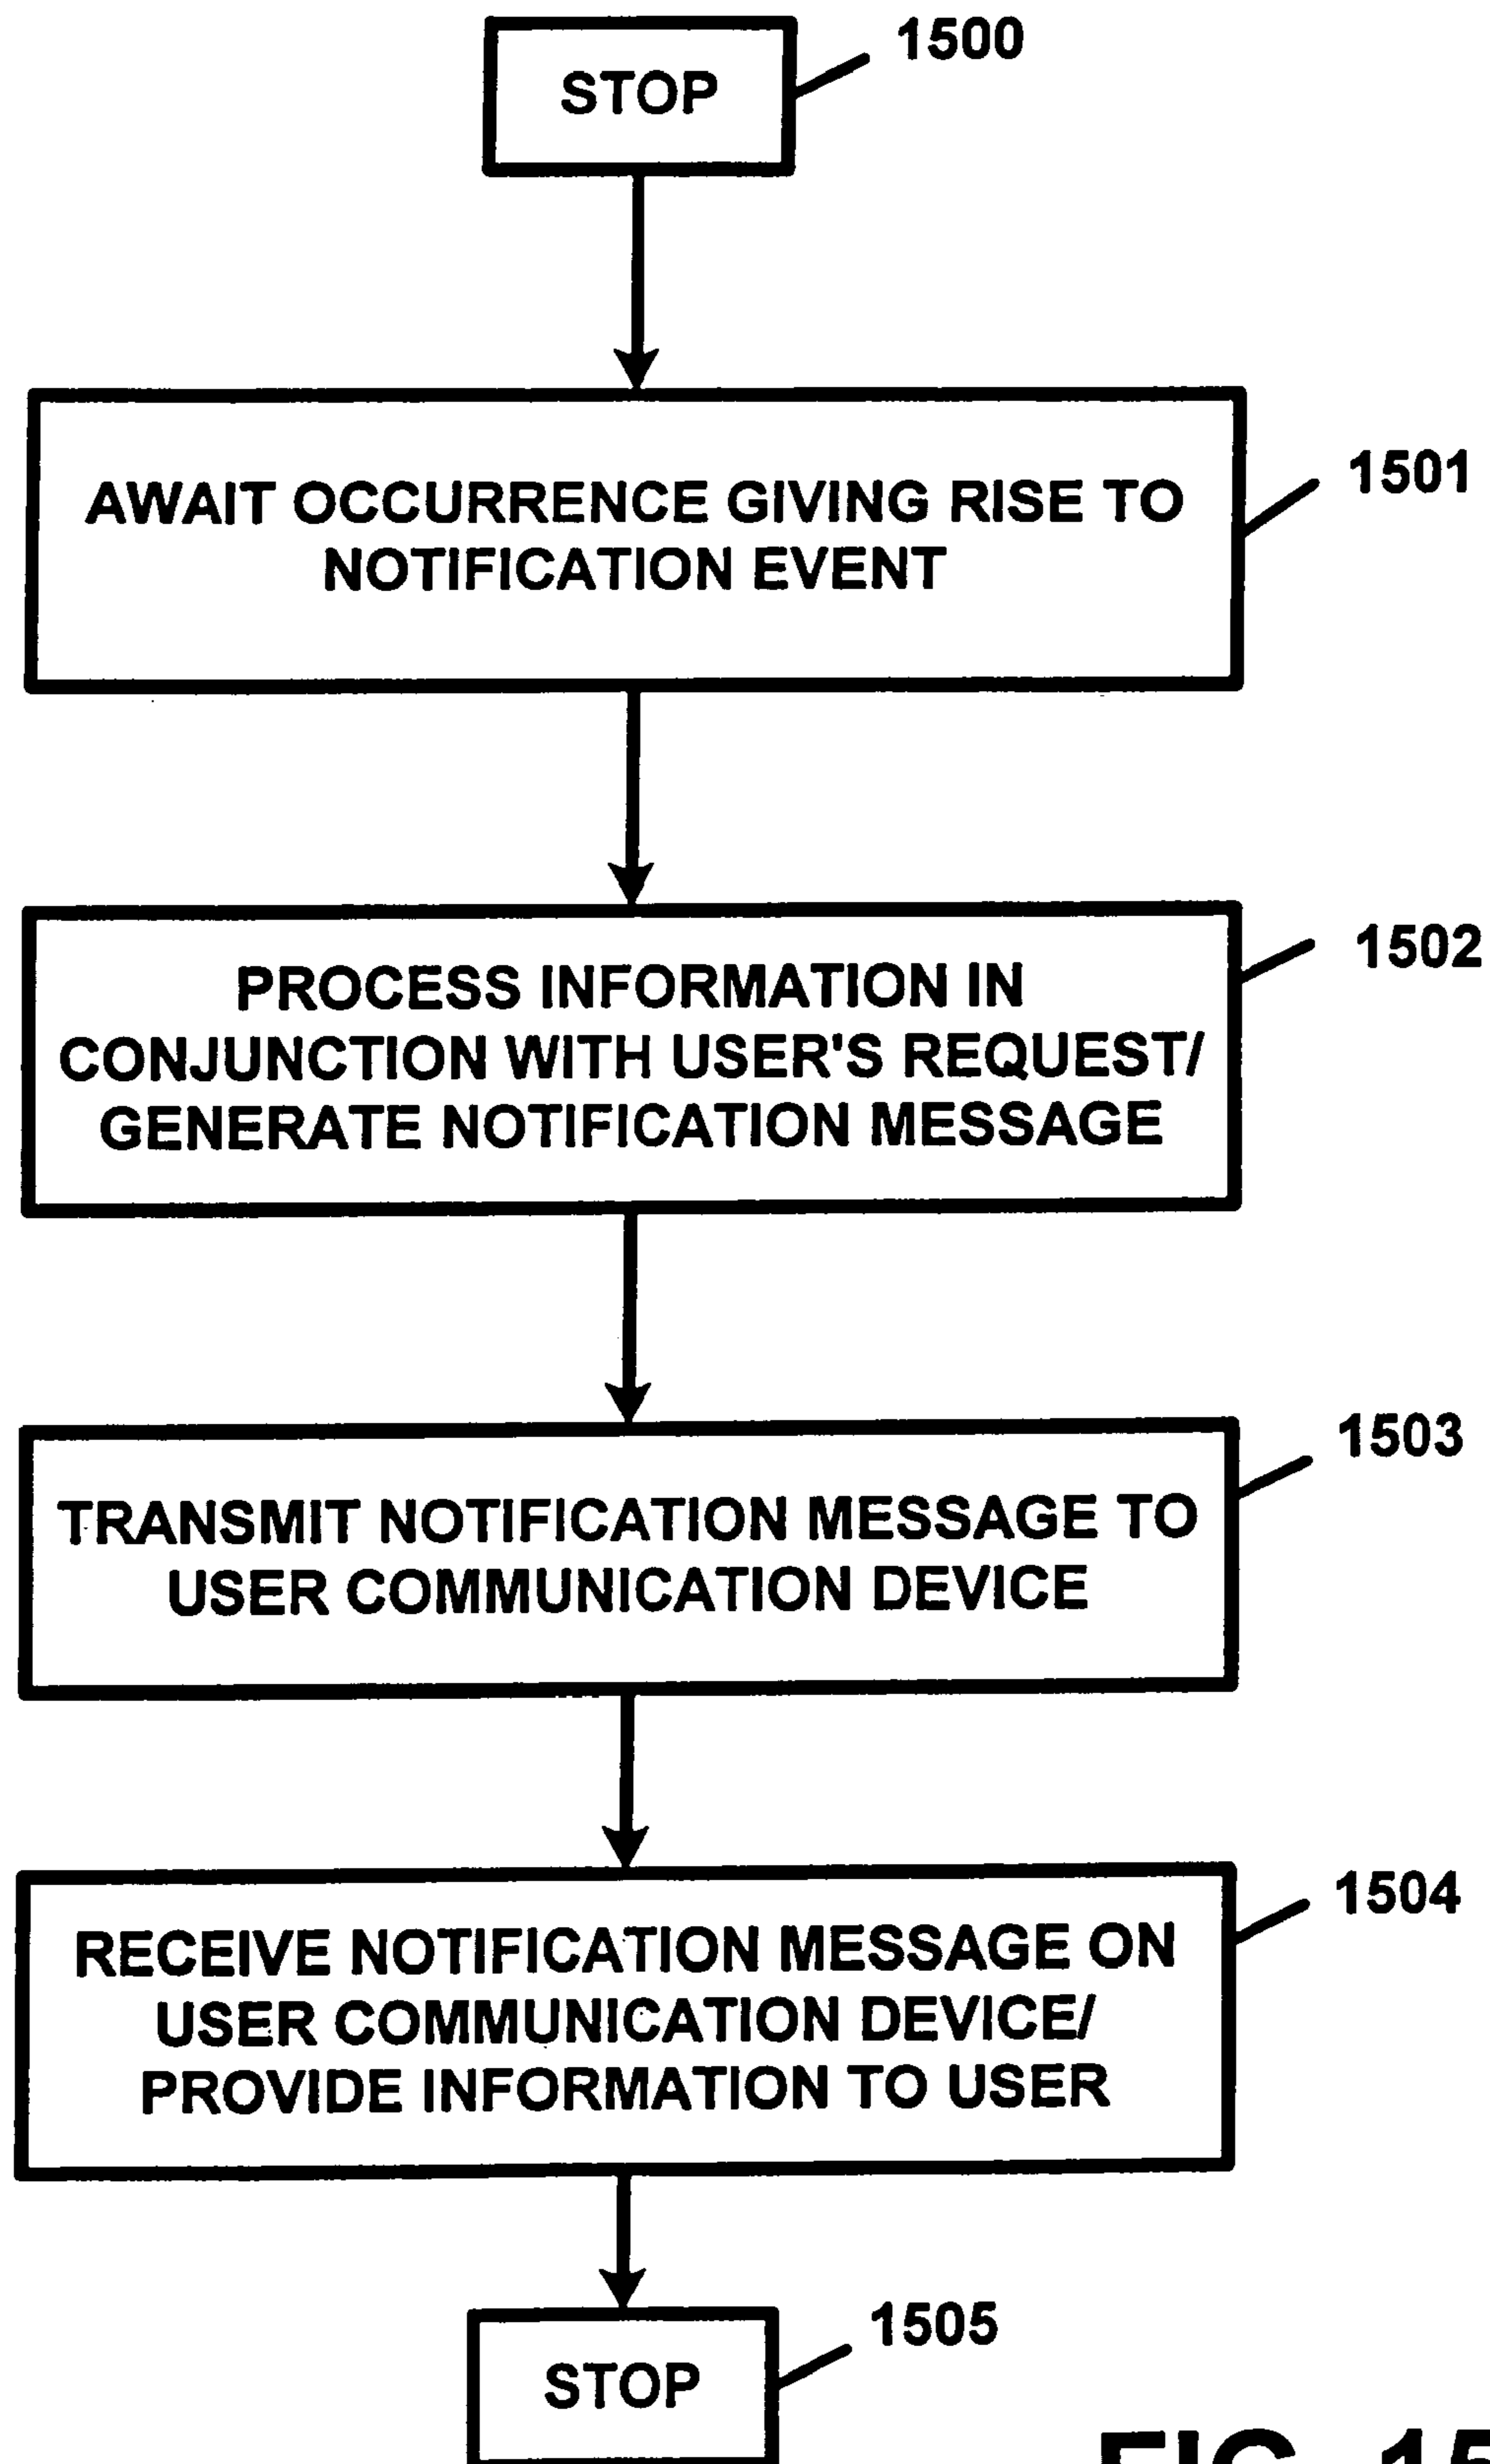 1500
STOP
1501
AWAIT OCCURRENCE GIVING RISE TO
NOTIFICATION EVENT
1502
PROCESS INFORMATION IN
CONJUNCTION WITH USER'S REQUEST/
GENERATE NOTIFICATION MESSAGE
1503
TRANSMIT NOTIFICATION MESSAGE TO
USER COMMUNICATION DEVICE
1504
RECEIVE NOTIFICATION MESSAGE ON
USER COMMUNICATION DEVICE/
PROVIDE INFORMATION TO USER
1505
STOP
FIG. 15